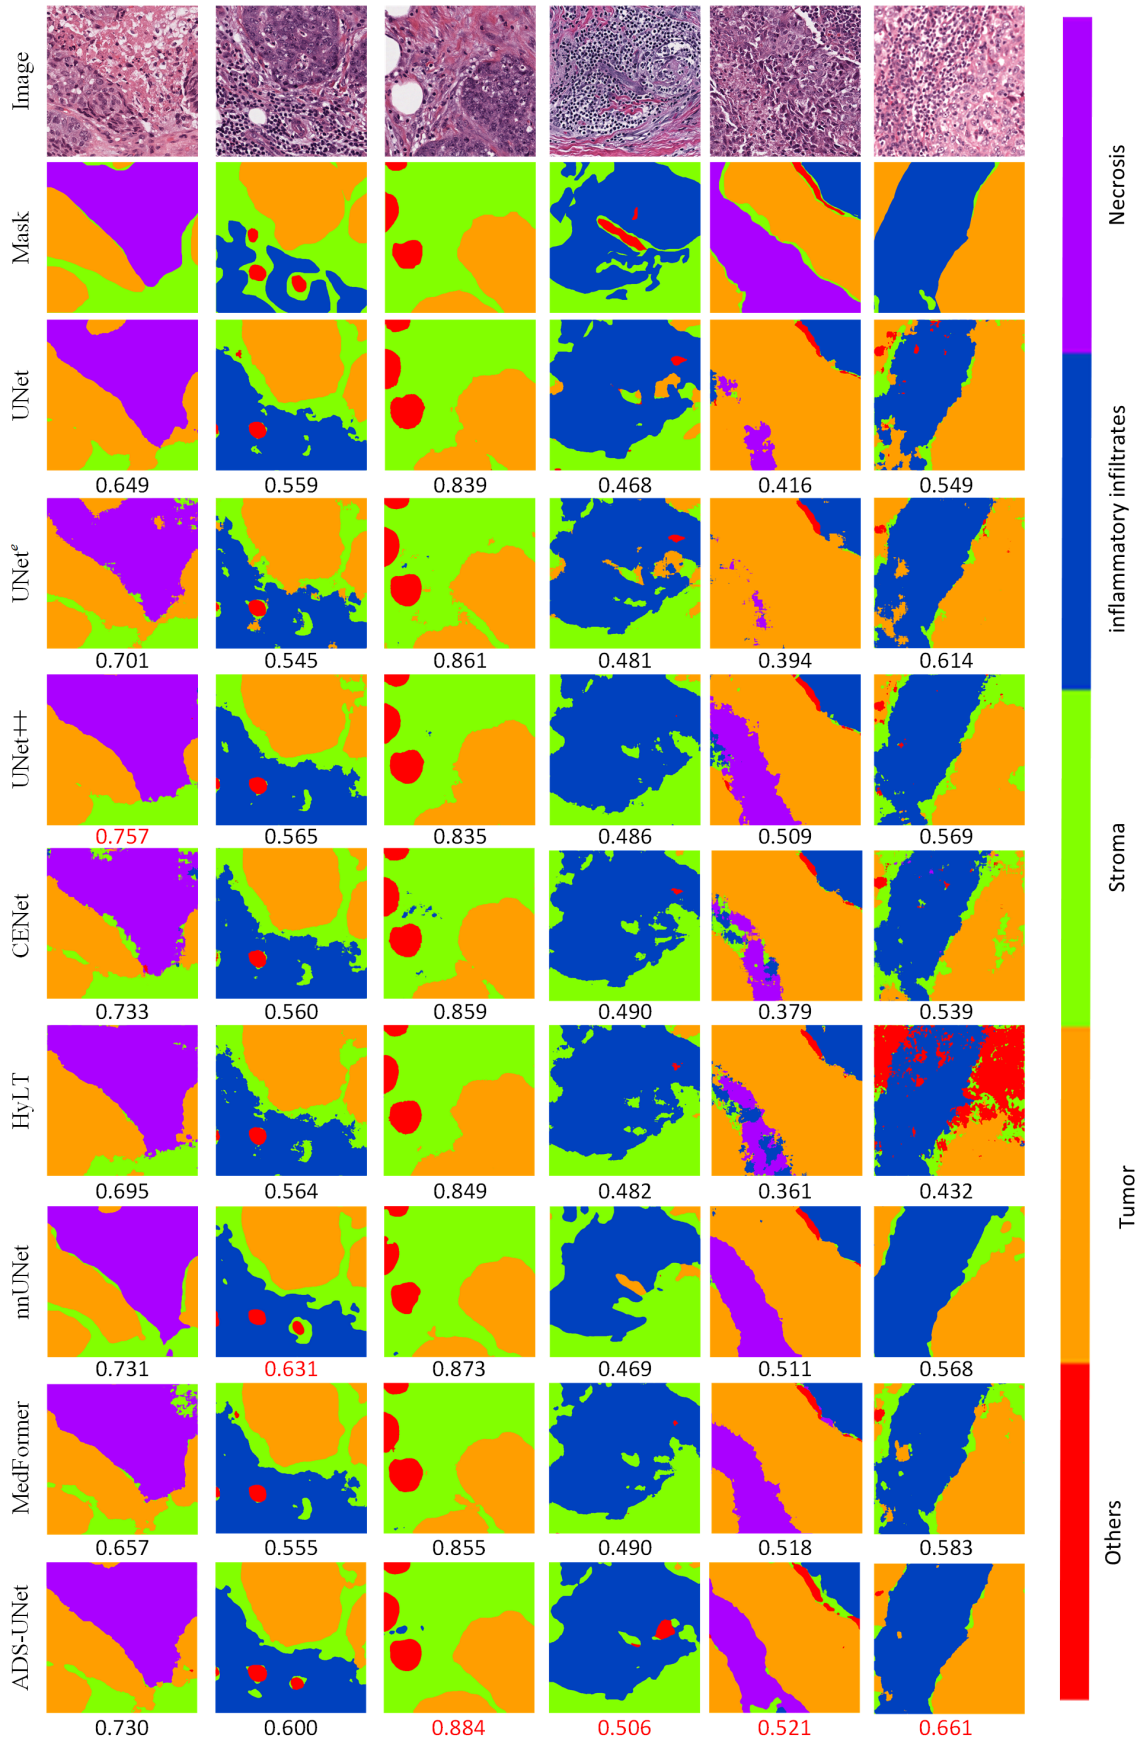 Image
Mask
UNet
0.649 0.559 0.839 0.468 0.416 0.549
UNetᵉ
0.701 0.545 0.861 0.481 0.394 0.614
UNet++
0.757 0.565 0.835 0.486 0.509 0.569
CENet
0.733 0.560 0.859 0.490 0.379 0.539
HyLT
0.695 0.564 0.849 0.482 0.361 0.432
nnUNet
0.731 0.631 0.873 0.469 0.511 0.568
MedFormer
0.657 0.555 0.855 0.490 0.518 0.583
ADS-UNet
0.730 0.600 0.884 0.506 0.521 0.661
Necrosis
inflammatory infiltrates
Stroma
Tumor
Others